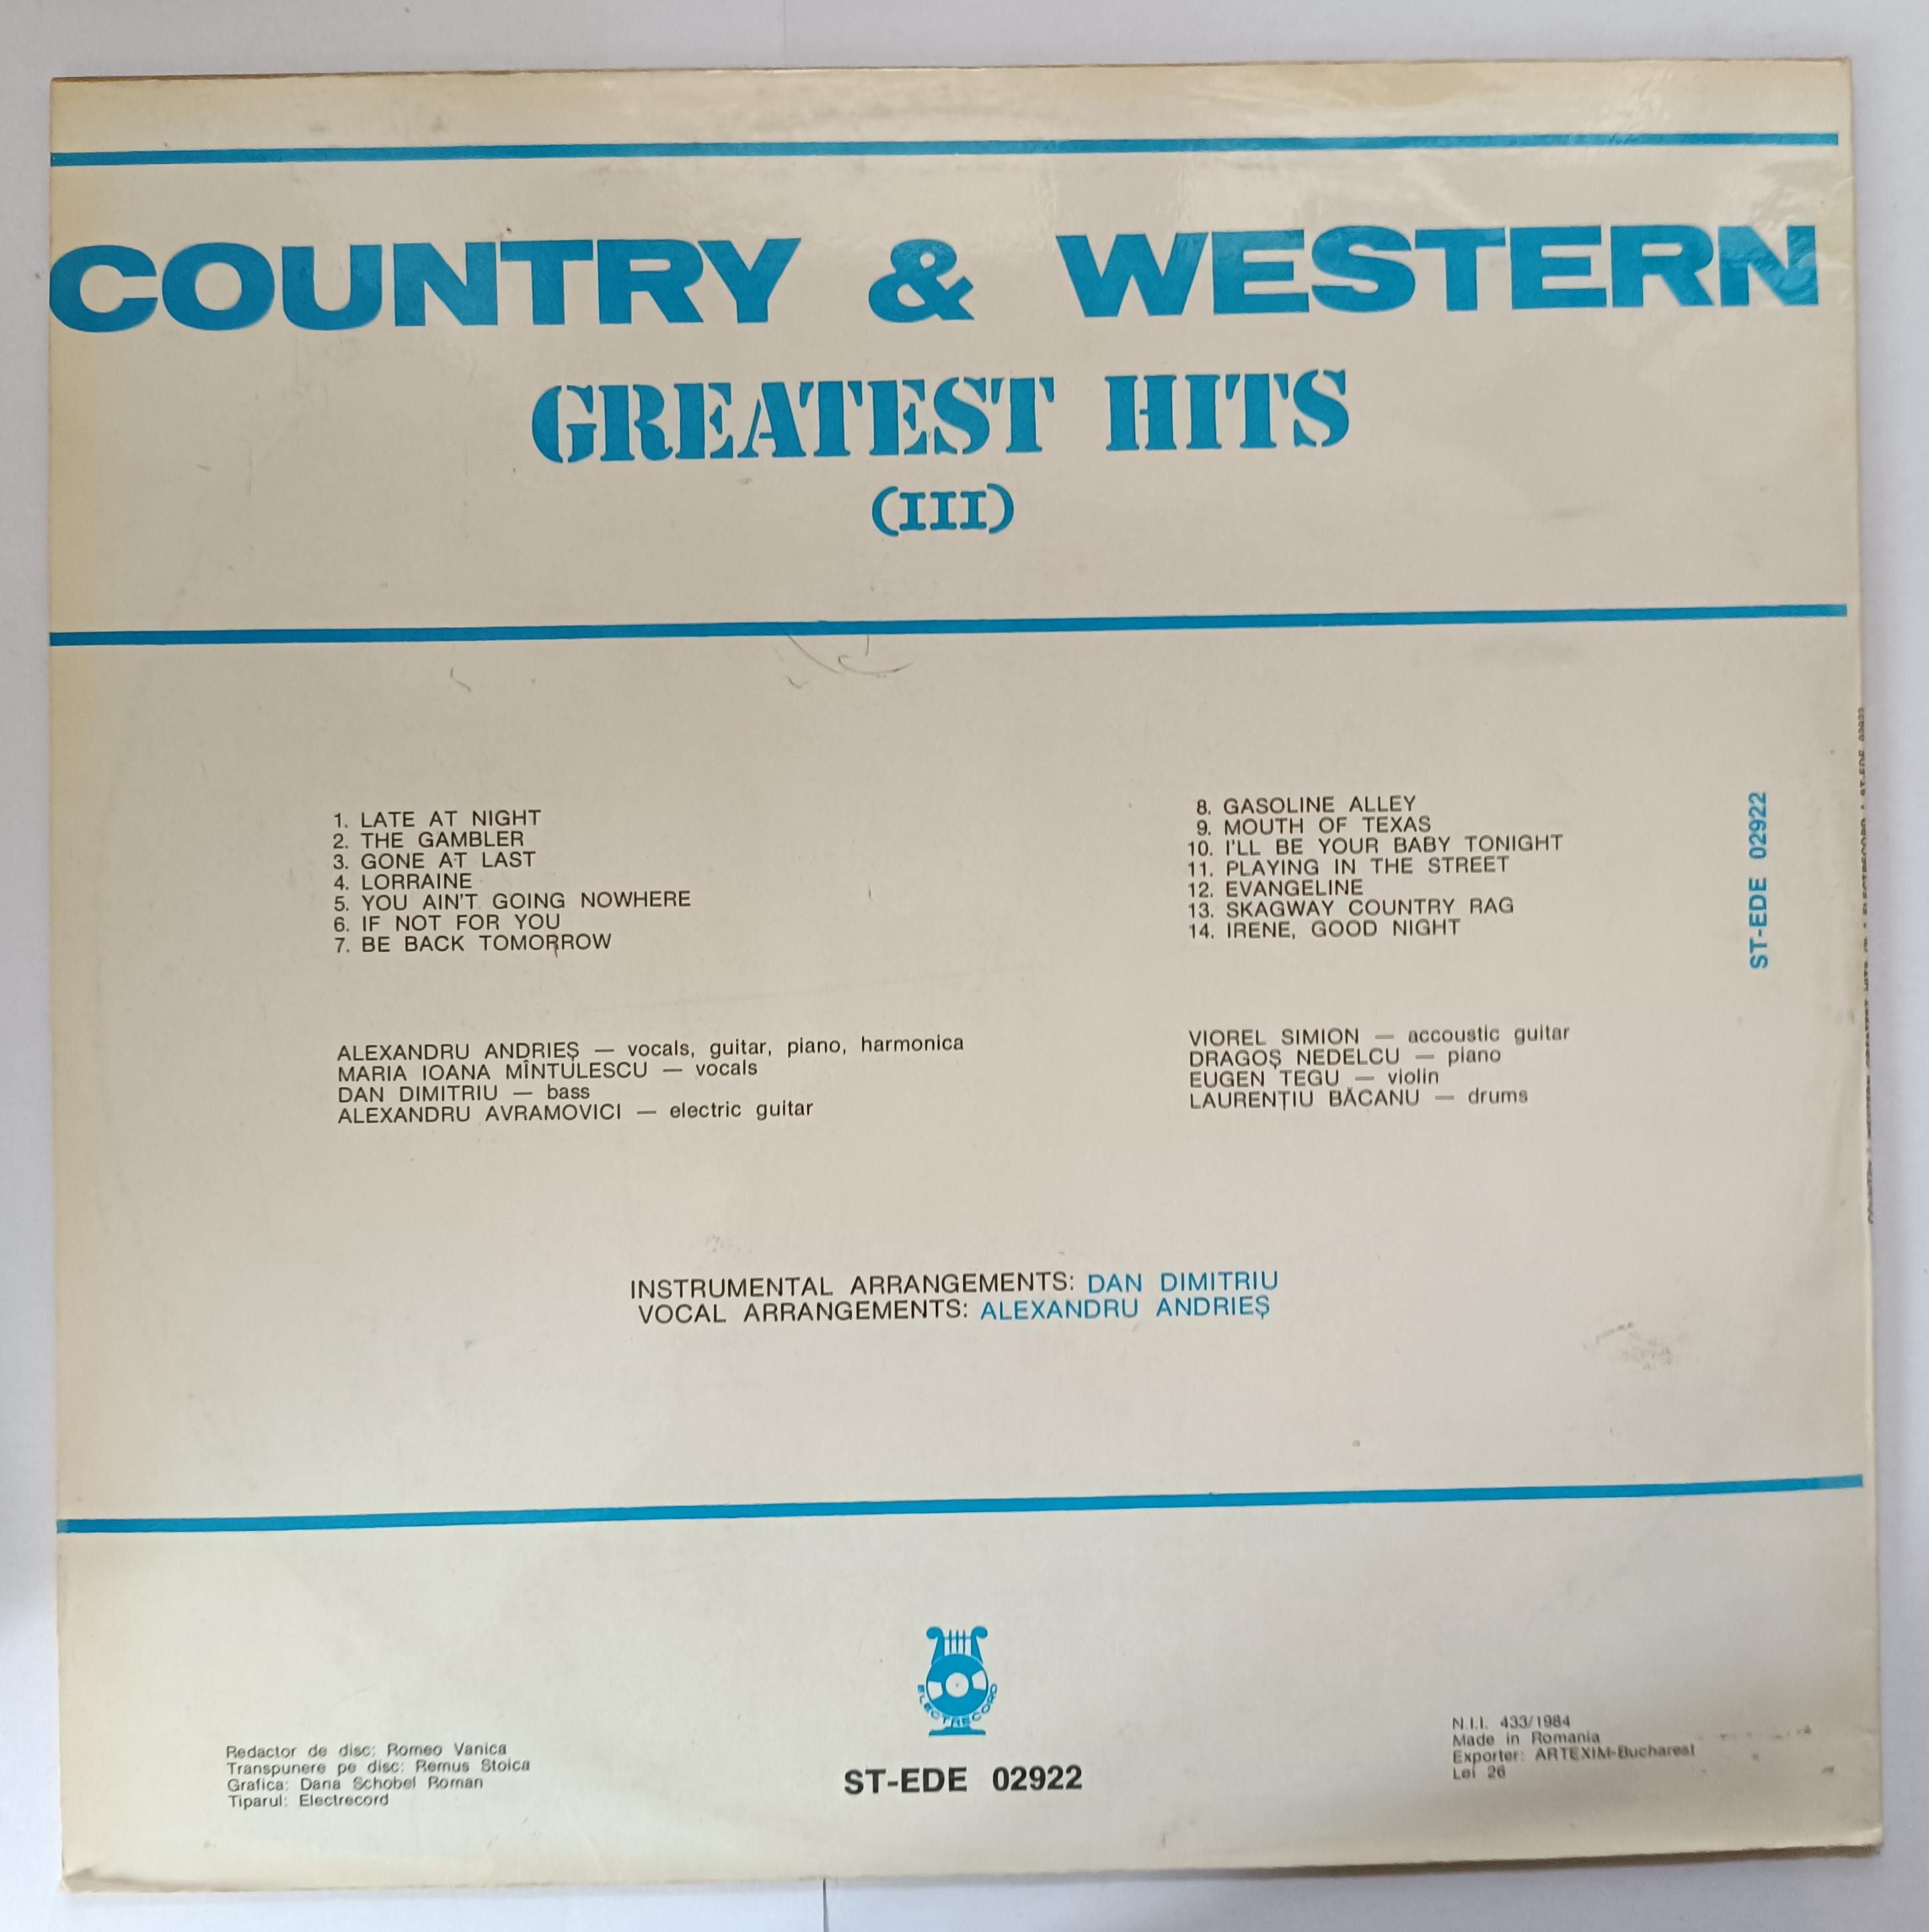 COUNTRY & WESTERN
GREATEST HITS
(III)
1. LATE AT NIGHT
2. THE GAMBLER
3. GONE AT LAST
4. LORRAINE
5. YOU AIN'T GOING NOWHERE
6. IF NOT FOR YOU
7. BE BACK TOMORROW
8. GASOLINE ALLEY
9. MOUTH OF TEXAS
10. I'LL BE YOUR BABY TONIGHT
11. PLAYING IN THE STREET
12. EVANGELINE
13. SKAGWAY COUNTRY RAG
14. IRENE, GOOD NIGHT
ST-EDE 02922
ALEXANDRU ANDRIEȘ — vocals, guitar, piano, harmonica
MARIA IOANA MÎNTULESCU — vocals
DAN DIMITRIU — bass
ALEXANDRU AVRAMOVICI — electric guitar
VIOREL SIMION — accoustic guitar
DRAGOȘ NEDELCU — piano
EUGEN TEGU — violin
LAURENȚIU BĂCANU — drums
INSTRUMENTAL ARRANGEMENTS: DAN DIMITRIU
VOCAL ARRANGEMENTS: ALEXANDRU ANDRIEȘ
ELECTRECORD
Redactor de disc: Romeo Vanica
Transpunere pe disc: Remus Stoica
Grafica: Dana Schobel Roman
Tiparul: Electrecord
ST-EDE 02922
N.I.I. 433/1984
Made in Romania
Exporter: ARTEXIM-Bucharest
Lei 26